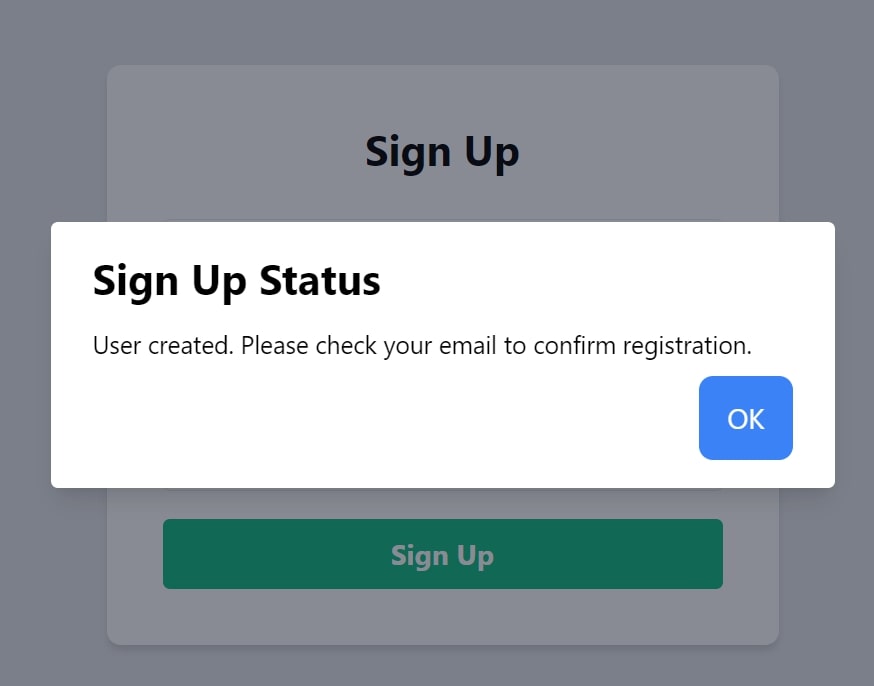 Sign Up
Sign Up Status
User created. Please check your email to confirm registration.
OK
Sign Up